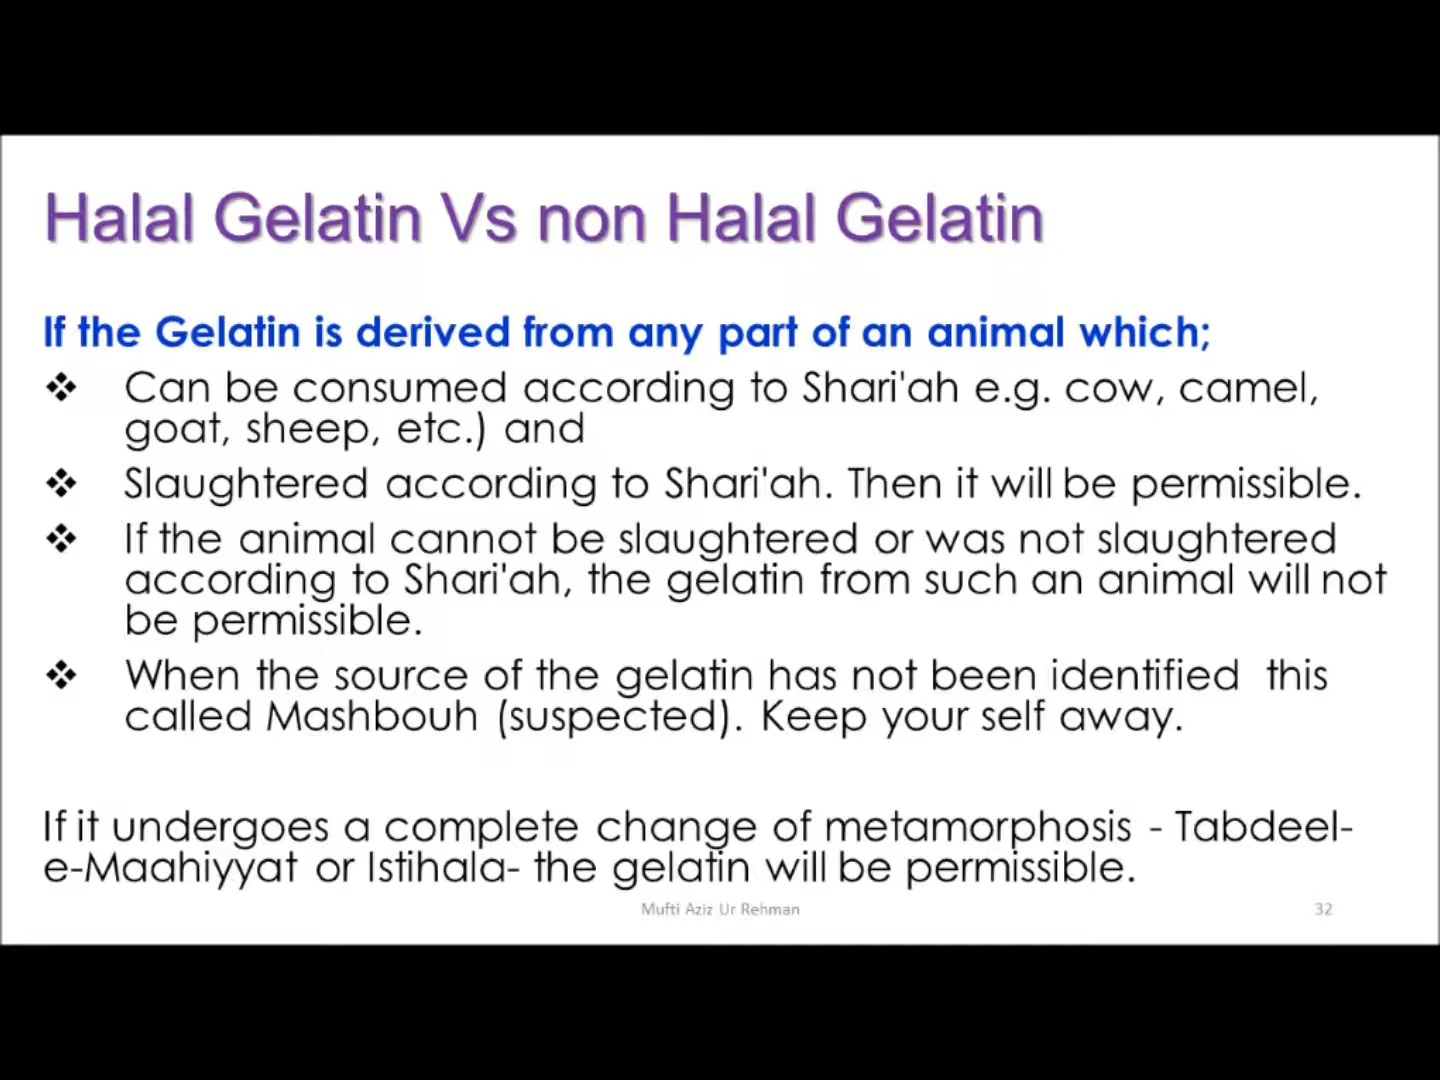 Halal Gelatin Vs non Halal Gelatin
If the Gelatin is derived from any part of an animal which;
❖ Can be consumed according to Shari'ah e.g. cow, camel,
goat, sheep, etc.) and
❖ Slaughtered according to Shari'ah. Then it will be permissible.
❖ If the animal cannot be slaughtered or was not slaughtered
according to Shari'ah, the gelatin from such an animal will not
be permissible.
❖ When the source of the gelatin has not been identified this
called Mashbouh (suspected). Keep your self away.
If it undergoes a complete change of metamorphosis - Tabdeel-
e-Maahiyyat or Istihala- the gelatin will be permissible.
Mufti Aziz Ur Rehman
32